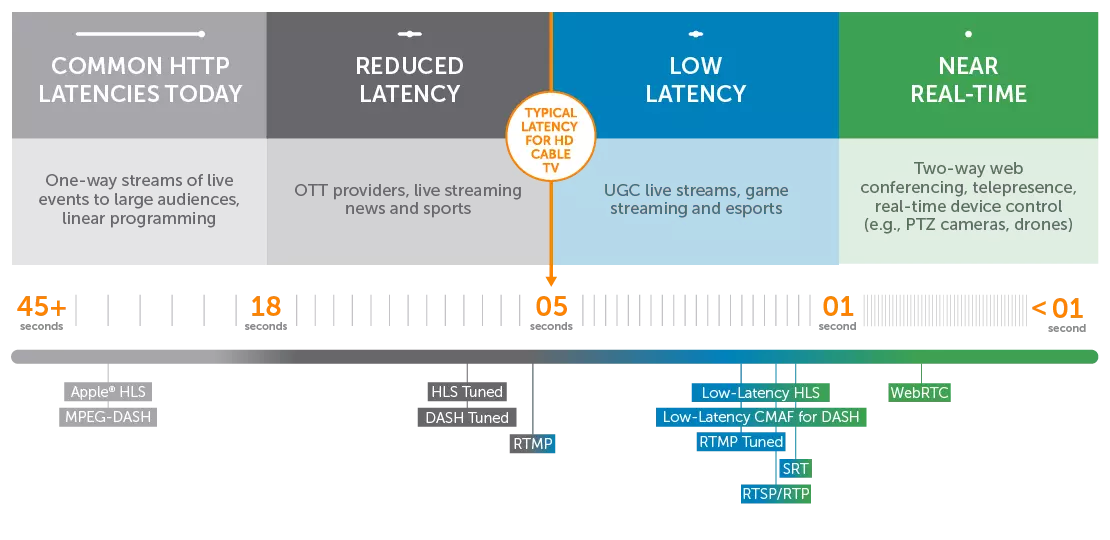 COMMON HTTP
LATENCIES TODAY
REDUCED
LATENCY
LOW
LATENCY
NEAR
REAL-TIME
TYPICAL
LATENCY
FOR HD
CABLE
TV
One-way streams of live
events to large audiences,
linear programming
OTT providers, live streaming
news and sports
UGC live streams, game
streaming and esports
Two-way web
conferencing, telepresence,
real-time device control
(e.g., PTZ cameras, drones)
45+
seconds
18
seconds
05
seconds
01
second
< 01
second
Apple® HLS
MPEG-DASH
HLS Tuned
DASH Tuned
RTMP
Low-Latency HLS
Low-Latency CMAF for DASH
RTMP Tuned
SRT
RTSP/RTP
WebRTC